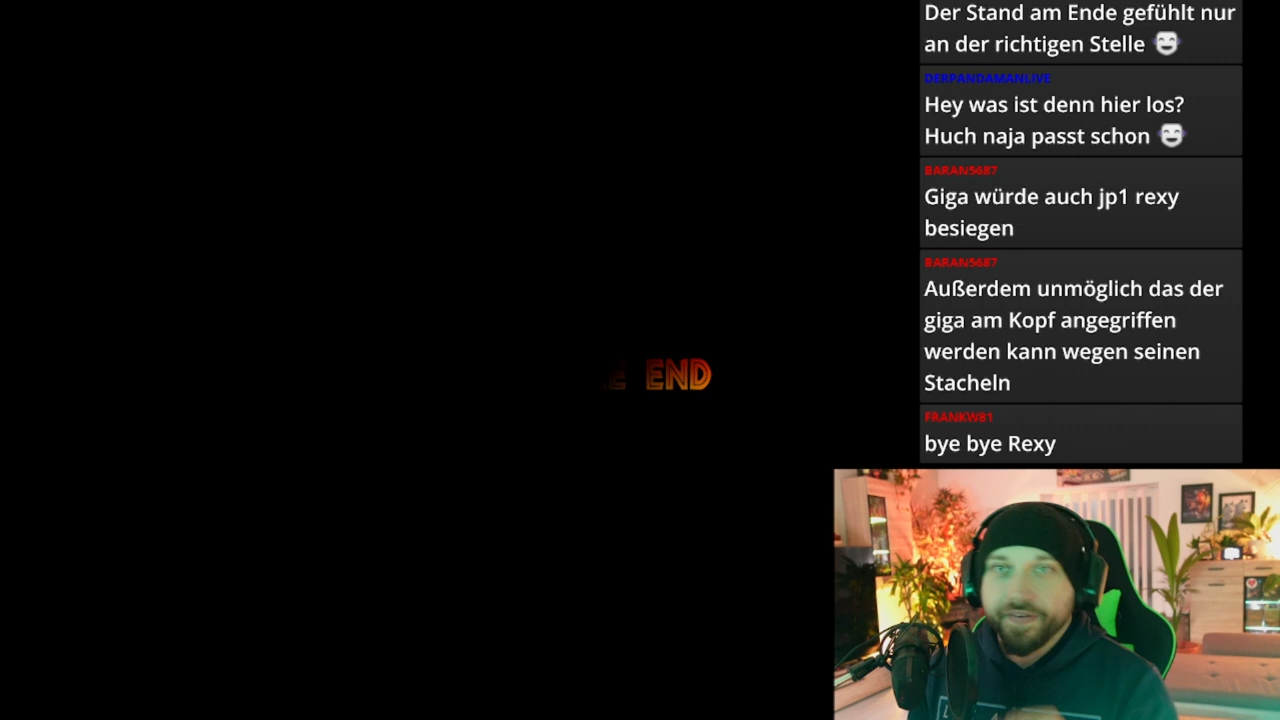 Der Stand am Ende gefühlt nur
an der richtigen Stelle
DERPANDAMANLIVE
Hey was ist denn hier los?
Huch naja passt schon
BARAN5687
Giga würde auch jp1 rexy
besiegen
BARAN5687
Außerdem unmöglich das der
giga am Kopf angegriffen
werden kann wegen seinen
Stacheln
FRANKW81
bye bye Rexy
END